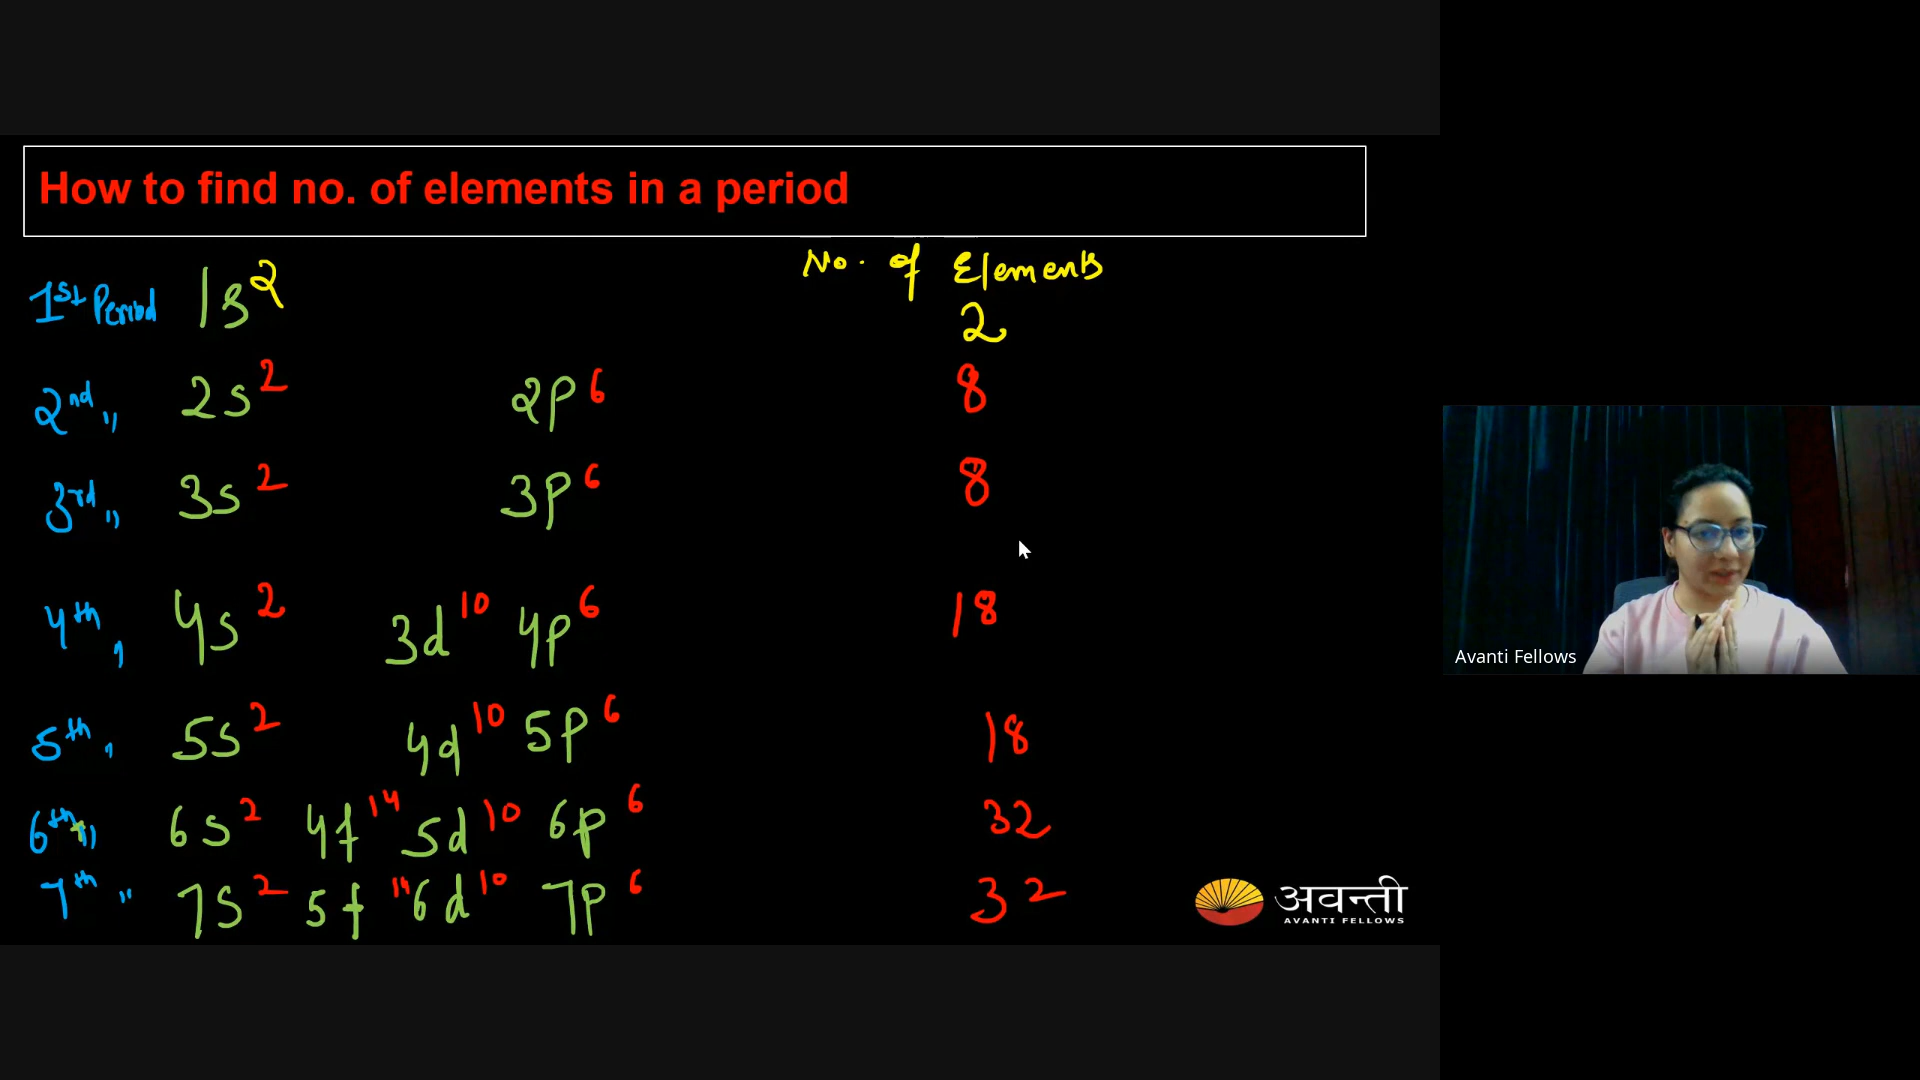 How to find no. of elements in a period
No. of Elements
1st Period 1s² 2
2nd " 2s² 2p⁶ 8
3rd " 3s² 3p⁶ 8
4th , 4s² 3d¹⁰ 4p⁶ 18
5th , 5s² 4d¹⁰ 5p⁶ 18
6th " 6s² 4f¹⁴ 5d¹⁰ 6p⁶ 32
7th " 7s² 5f¹⁴ 6d¹⁰ 7p⁶ 32
अवन्ती
AVANTI FELLOWS
Avanti Fellows